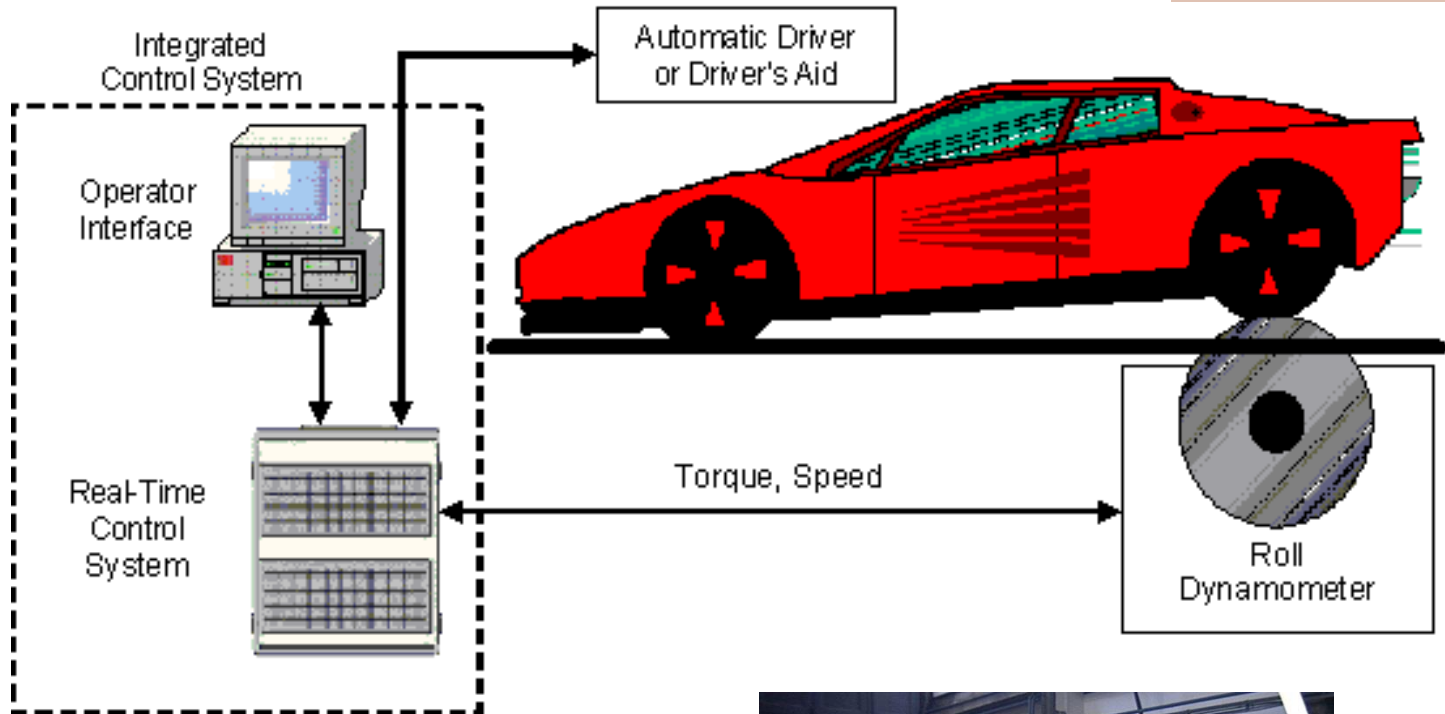 Integrated
Control System
Automatic Driver
or Driver's Aid
Operator
Interface
Real-Time
Control
System
Torque, Speed
Roll
Dynamometer